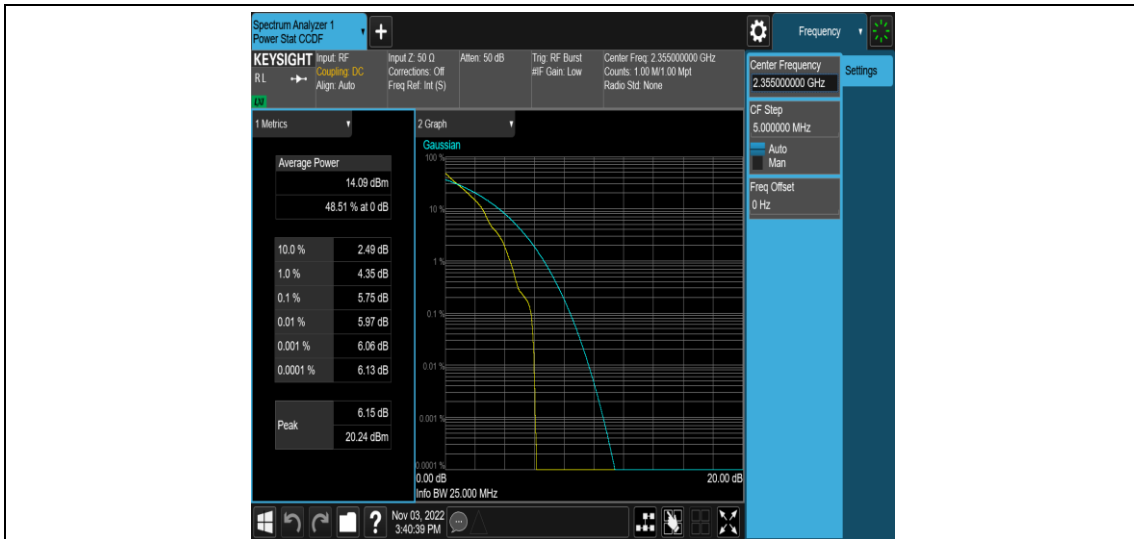 Spectrum Analyzer 1
Power Stat CCDF
+
Frequency
KEYSIGHT
RL
LXI
Input: RF
Coupling: DC
Align: Auto
Input Z: 50 Ω
Corrections: Off
Freq Ref: Int (S)
Atten: 50 dB
Trig: RF Burst
#IF Gain: Low
Center Freq: 2.355000000 GHz
Counts: 1.00 M/1.00 Mpt
Radio Std: None
Center Frequency
2.355000000 GHz
Settings
CF Step
5.000000 MHz
Auto
Man
Freq Offset
0 Hz
1 Metrics
Average Power
14.09 dBm
48.51 % at 0 dB
10.0 % 2.49 dB
1.0 % 4.35 dB
0.1 % 5.75 dB
0.01 % 5.97 dB
0.001 % 6.06 dB
0.0001 % 6.13 dB
Peak
6.15 dB
20.24 dBm
2 Graph
Gaussian
100 %
10 %
1 %
0.1 %
0.01 %
0.001 %
0.0001 %
0.00 dB 20.00 dB
Info BW 25.000 MHz
?
Nov 03, 2022
3:40:39 PM